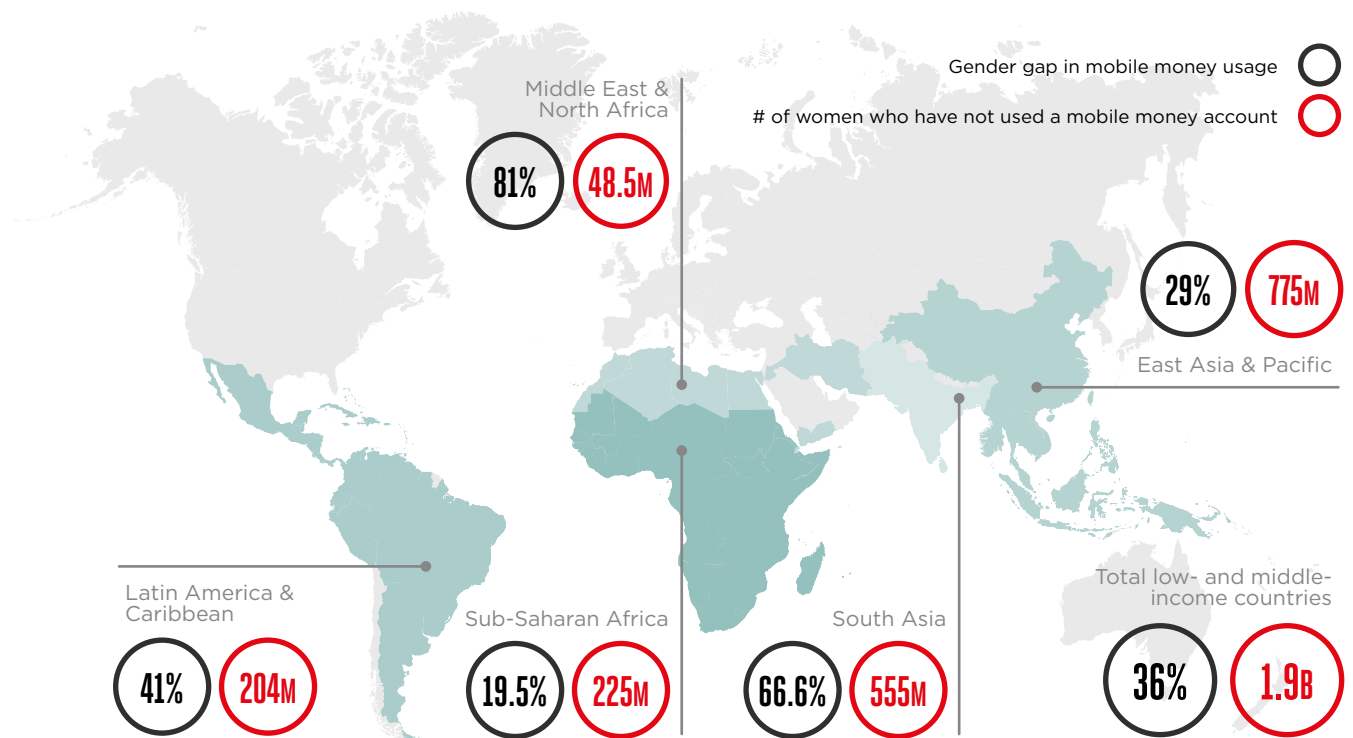 Gender gap in mobile money usage
# of women who have not used a mobile money account
Middle East &
North Africa
81%
48.5M
29%
775M
East Asia & Pacific
Latin America &
Caribbean
41%
204M
Sub-Saharan Africa
19.5%
225M
South Asia
66.6%
555M
Total low- and middle-
income countries
36%
1.9B